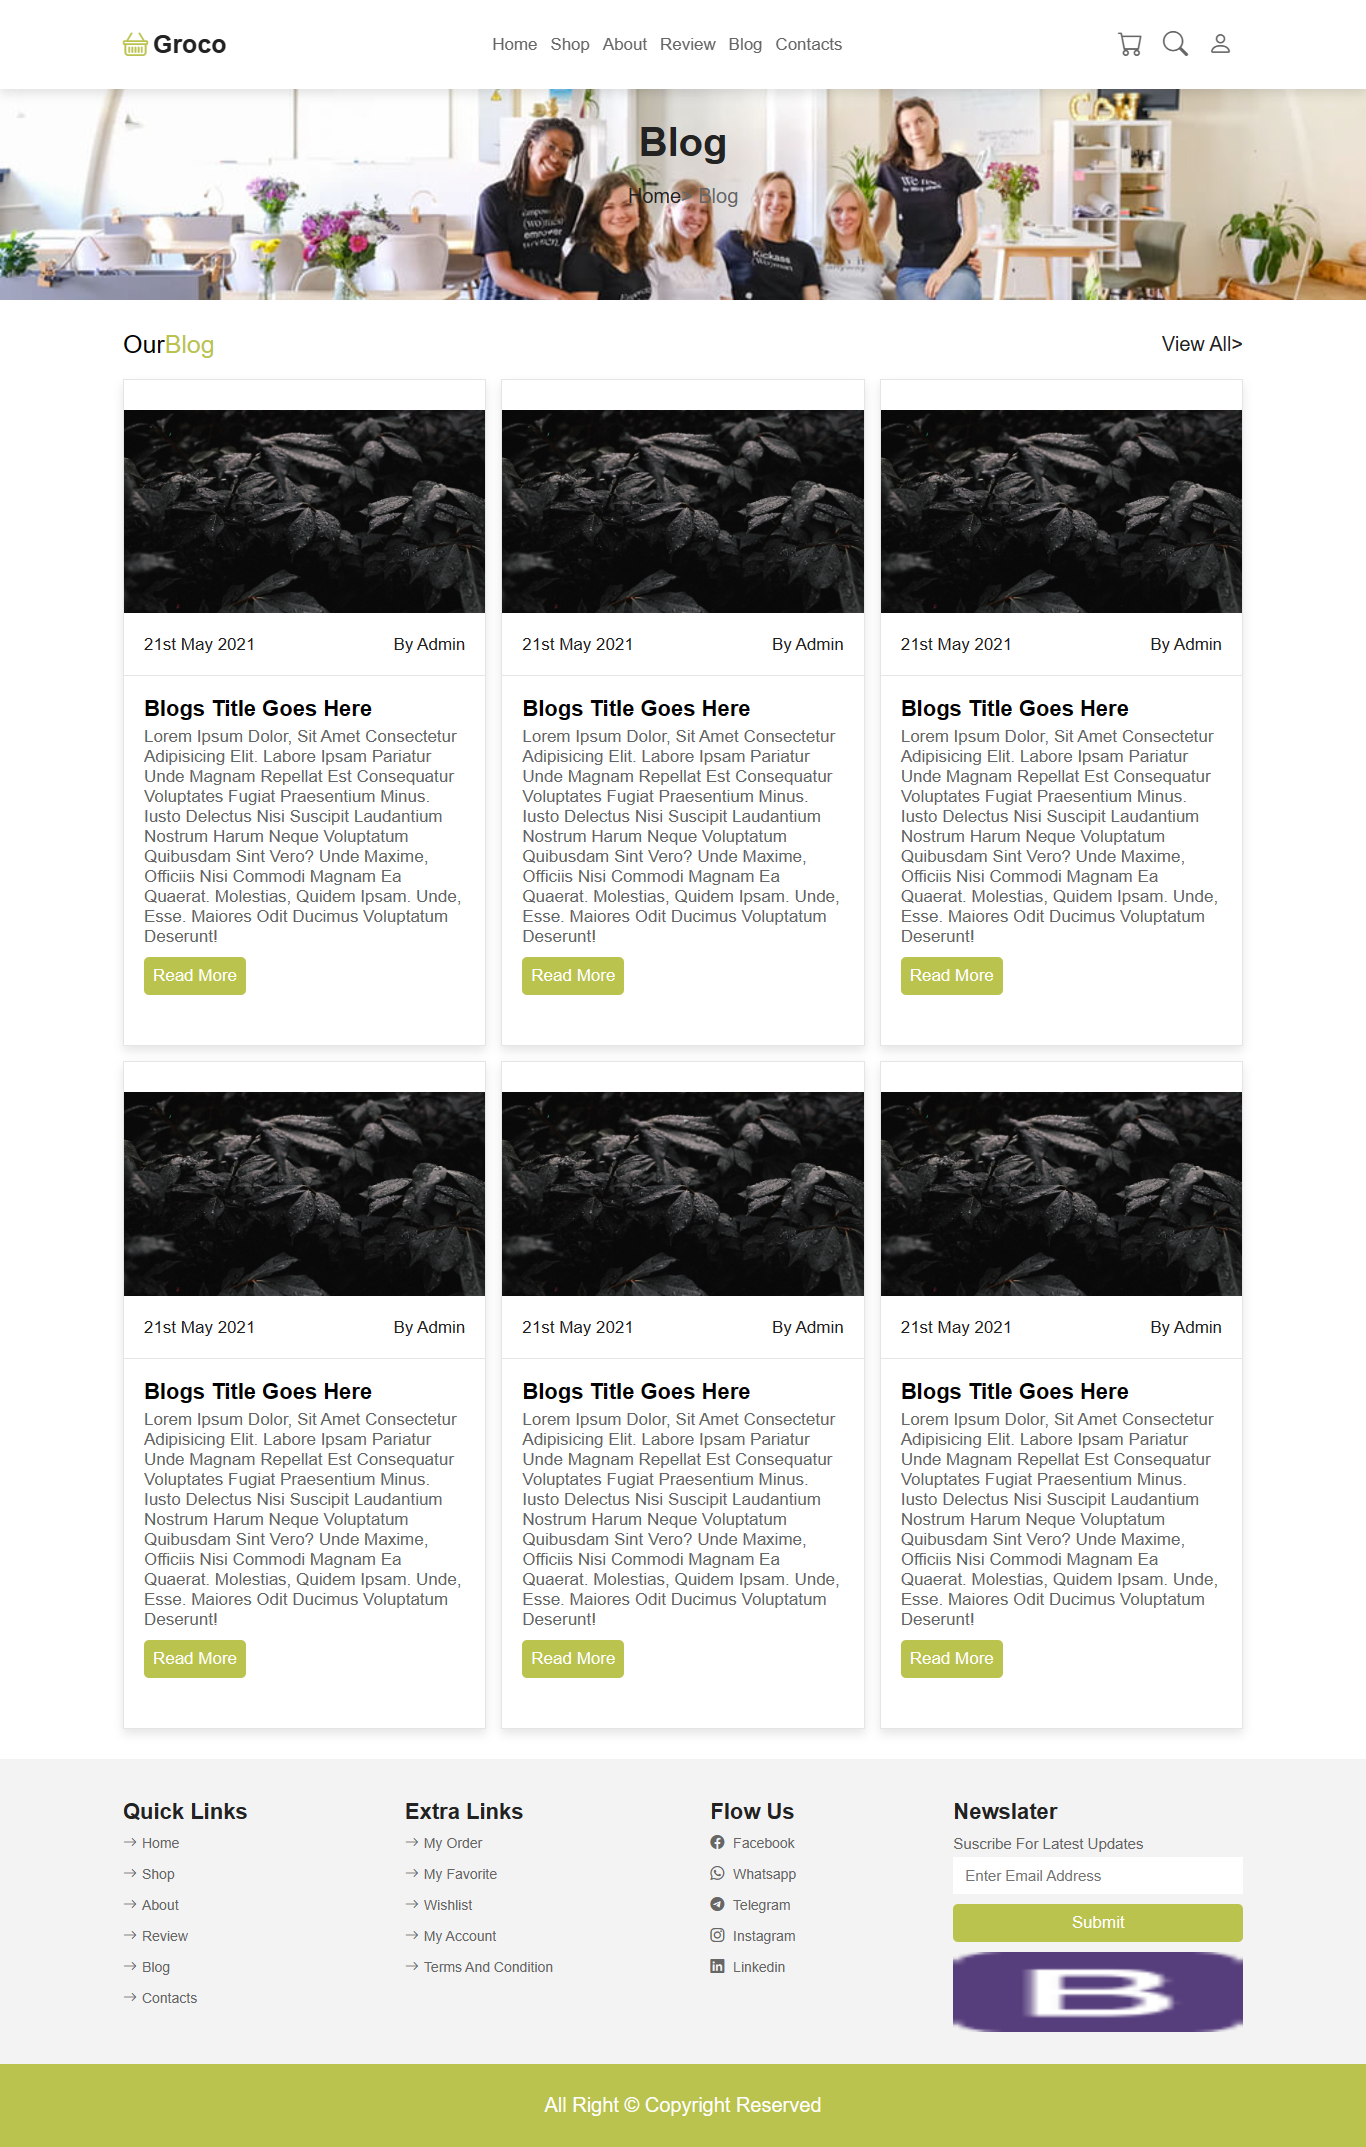 Groco
Home Shop About Review Blog Contacts
Blog
Home Blog
OurBlog
View All>
21st May 2021 By Admin
Blogs Title Goes Here
Lorem Ipsum Dolor, Sit Amet Consectetur
Adipisicing Elit. Labore Ipsam Pariatur
Unde Magnam Repellat Est Consequatur
Voluptates Fugiat Praesentium Minus.
Iusto Delectus Nisi Suscipit Laudantium
Nostrum Harum Neque Voluptatum
Quibusdam Sint Vero? Unde Maxime,
Officiis Nisi Commodi Magnam Ea
Quaerat. Molestias, Quidem Ipsam. Unde,
Esse. Maiores Odit Ducimus Voluptatum
Deserunt!
Read More
21st May 2021 By Admin
Blogs Title Goes Here
Lorem Ipsum Dolor, Sit Amet Consectetur
Adipisicing Elit. Labore Ipsam Pariatur
Unde Magnam Repellat Est Consequatur
Voluptates Fugiat Praesentium Minus.
Iusto Delectus Nisi Suscipit Laudantium
Nostrum Harum Neque Voluptatum
Quibusdam Sint Vero? Unde Maxime,
Officiis Nisi Commodi Magnam Ea
Quaerat. Molestias, Quidem Ipsam. Unde,
Esse. Maiores Odit Ducimus Voluptatum
Deserunt!
Read More
21st May 2021 By Admin
Blogs Title Goes Here
Lorem Ipsum Dolor, Sit Amet Consectetur
Adipisicing Elit. Labore Ipsam Pariatur
Unde Magnam Repellat Est Consequatur
Voluptates Fugiat Praesentium Minus.
Iusto Delectus Nisi Suscipit Laudantium
Nostrum Harum Neque Voluptatum
Quibusdam Sint Vero? Unde Maxime,
Officiis Nisi Commodi Magnam Ea
Quaerat. Molestias, Quidem Ipsam. Unde,
Esse. Maiores Odit Ducimus Voluptatum
Deserunt!
Read More
21st May 2021 By Admin
Blogs Title Goes Here
Lorem Ipsum Dolor, Sit Amet Consectetur
Adipisicing Elit. Labore Ipsam Pariatur
Unde Magnam Repellat Est Consequatur
Voluptates Fugiat Praesentium Minus.
Iusto Delectus Nisi Suscipit Laudantium
Nostrum Harum Neque Voluptatum
Quibusdam Sint Vero? Unde Maxime,
Officiis Nisi Commodi Magnam Ea
Quaerat. Molestias, Quidem Ipsam. Unde,
Esse. Maiores Odit Ducimus Voluptatum
Deserunt!
Read More
21st May 2021 By Admin
Blogs Title Goes Here
Lorem Ipsum Dolor, Sit Amet Consectetur
Adipisicing Elit. Labore Ipsam Pariatur
Unde Magnam Repellat Est Consequatur
Voluptates Fugiat Praesentium Minus.
Iusto Delectus Nisi Suscipit Laudantium
Nostrum Harum Neque Voluptatum
Quibusdam Sint Vero? Unde Maxime,
Officiis Nisi Commodi Magnam Ea
Quaerat. Molestias, Quidem Ipsam. Unde,
Esse. Maiores Odit Ducimus Voluptatum
Deserunt!
Read More
21st May 2021 By Admin
Blogs Title Goes Here
Lorem Ipsum Dolor, Sit Amet Consectetur
Adipisicing Elit. Labore Ipsam Pariatur
Unde Magnam Repellat Est Consequatur
Voluptates Fugiat Praesentium Minus.
Iusto Delectus Nisi Suscipit Laudantium
Nostrum Harum Neque Voluptatum
Quibusdam Sint Vero? Unde Maxime,
Officiis Nisi Commodi Magnam Ea
Quaerat. Molestias, Quidem Ipsam. Unde,
Esse. Maiores Odit Ducimus Voluptatum
Deserunt!
Read More
Quick Links
Home
Shop
About
Review
Blog
Contacts
Extra Links
My Order
My Favorite
Wishlist
My Account
Terms And Condition
Flow Us
Facebook
Whatsapp
Telegram
Instagram
Linkedin
Newslater
Suscribe For Latest Updates
Enter Email Address
Submit
B
All Right © Copyright Reserved